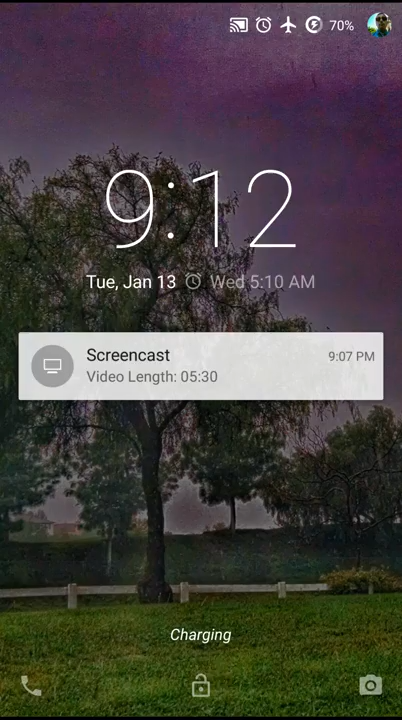 70%
9:12
Tue, Jan 13 Wed 5:10 AM
Screencast 9:07 PM
Video Length: 05:30
Charging